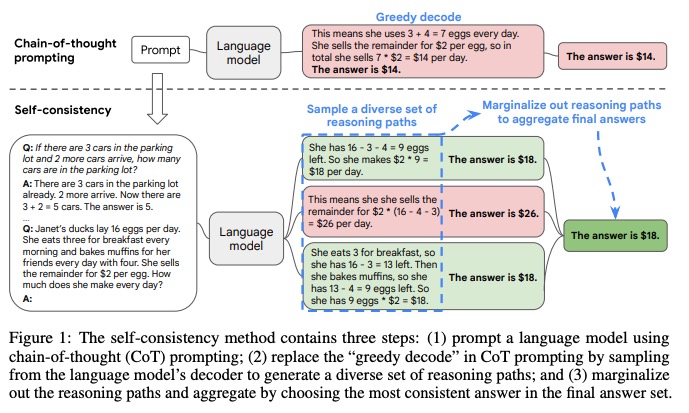 Greedy decode
Chain-of-thought
prompting
Prompt
Language
model
This means she uses 3 + 4 = 7 eggs every day.
She sells the remainder for $2 per egg, so in
total she sells 7 * $2 = $14 per day.
The answer is $14.
The answer is $14.
Self-consistency
Sample a diverse set of
reasoning paths
Marginalize out reasoning paths
to aggregate final answers
Q: If there are 3 cars in the parking
lot and 2 more cars arrive, how many
cars are in the parking lot?
A: There are 3 cars in the parking lot
already. 2 more arrive. Now there are
3 + 2 = 5 cars. The answer is 5.
...
Q: Janet's ducks lay 16 eggs per day.
She eats three for breakfast every
morning and bakes muffins for her
friends every day with four. She sells
the remainder for $2 per egg. How
much does she make every day?
A:
Language
model
She has 16 - 3 - 4 = 9 eggs
left. So she makes $2 * 9 =
$18 per day.
The answer is $18.
This means she she sells the
remainder for $2 * (16 - 4 - 3)
= $26 per day.
The answer is $26.
She eats 3 for breakfast, so
she has 16 - 3 = 13 left. Then
she bakes muffins, so she
has 13 - 4 = 9 eggs left. So
she has 9 eggs * $2 = $18.
The answer is $18.
The answer is $18.
Figure 1: The self-consistency method contains three steps: (1) prompt a language model using
chain-of-thought (CoT) prompting; (2) replace the “greedy decode” in CoT prompting by sampling
from the language model’s decoder to generate a diverse set of reasoning paths; and (3) marginalize
out the reasoning paths and aggregate by choosing the most consistent answer in the final answer set.